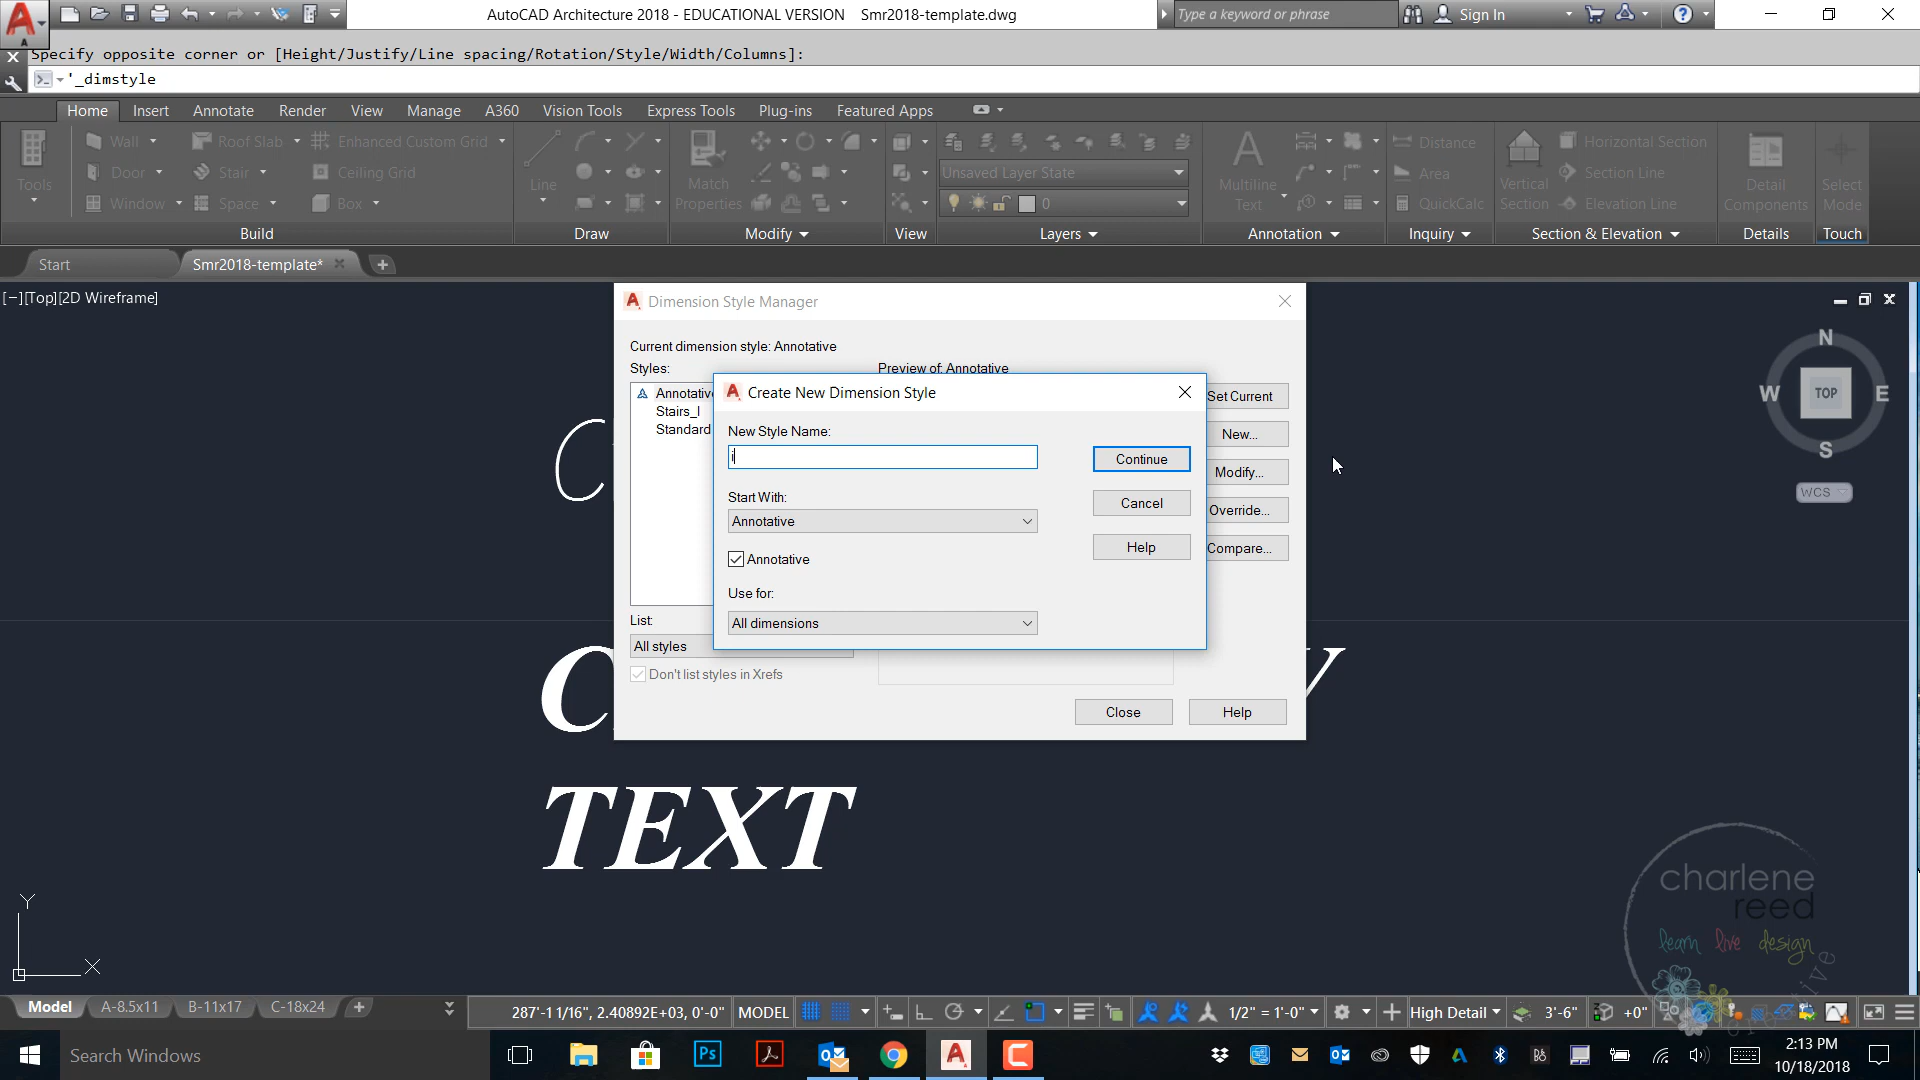 AutoCAD Architecture 2018 - EDUCATIONAL VERSION Smr2018-template.dwg
Type a keyword or phrase
Sign In
Specify opposite corner or [Height/Justify/Line spacing/Rotation/Style/Width/Columns]:
'_dimstyle
Home Insert Annotate Render View Manage A360 Vision Tools Express Tools Plug-ins Featured Apps
Tools
Wall
Door
Window
Roof Slab
Stair
Space
Enhanced Custom Grid
Ceiling Grid
Box
Line
Match
Properties
Unsaved Layer State
0
Multiline
Text
Distance
Area
QuickCalc
Vertical
Section
Horizontal Section
Section Line
Elevation Line
Detail
Components
Select
Mode
Build Draw Modify View Layers Annotation Inquiry Section & Elevation Details Touch
Start
Smr2018-template*
[−][Top][2D Wireframe]
N
W TOP E
S
WCS
Dimension Style Manager
Current dimension style: Annotative
Styles:
Preview of: Annotative
Annotative
Stairs_I
Standard
Set Current
New...
Modify...
Override...
Compare...
List:
All styles
Don't list styles in Xrefs
Close
Help
Create New Dimension Style
New Style Name:
i
Continue
Start With:
Annotative
Cancel
Annotative
Help
Use for:
All dimensions
TEXT
Y
X
charlene
reed
learn live design
Model A-8.5x11 B-11x17 C-18x24
287'-1 1/16", 2.40892E+03, 0'-0" MODEL
1/2" = 1'-0"
High Detail
3'-6"
+0"
Search Windows
Ps
2:13 PM
10/18/2018